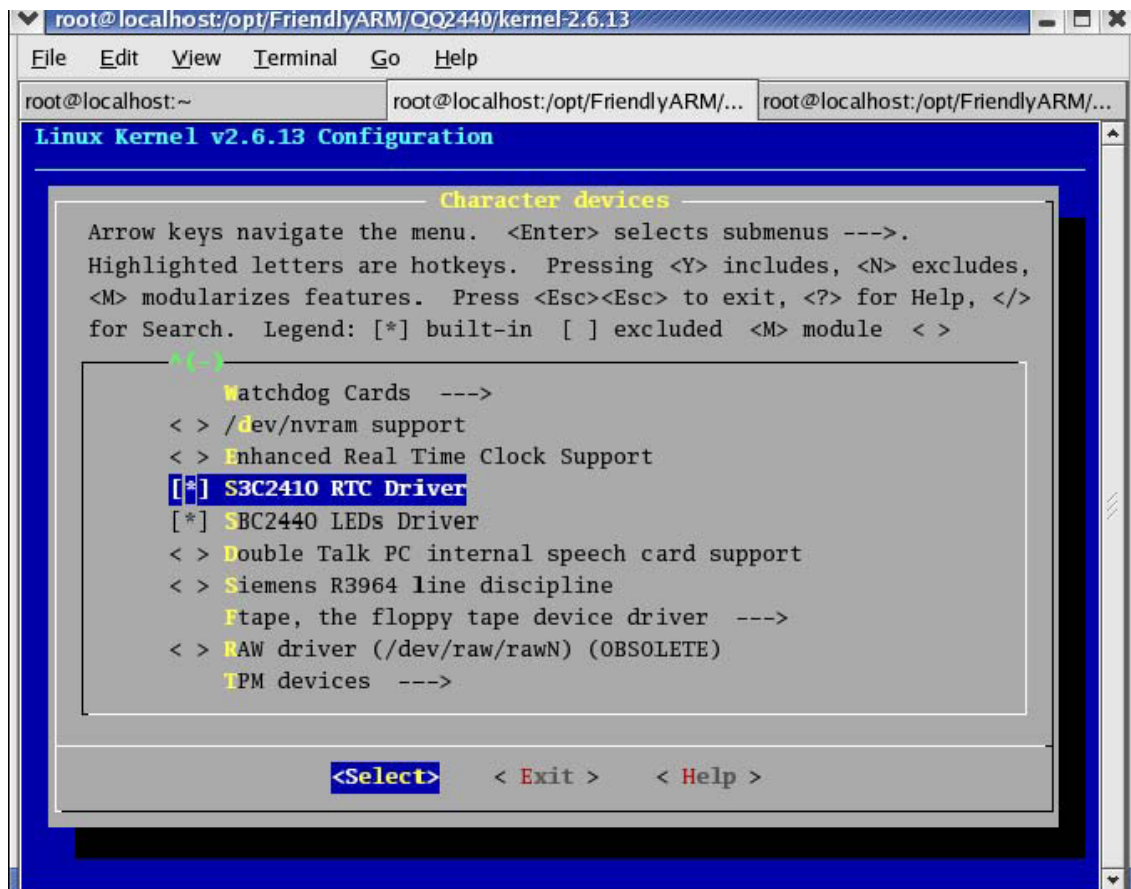 root@localhost:/opt/FriendlyARM/QQ2440/kernel-2.6.13
File Edit View Terminal Go Help
root@localhost:~ root@localhost:/opt/FriendlyARM/... root@localhost:/opt/FriendlyARM/...
Linux Kernel v2.6.13 Configuration
Character devices
Arrow keys navigate the menu. <Enter> selects submenus --->.
Highlighted letters are hotkeys. Pressing <Y> includes, <N> excludes,
<M> modularizes features. Press <Esc><Esc> to exit, <?> for Help, </>
for Search. Legend: [*] built-in [ ] excluded <M> module < >
^(-)
Watchdog Cards --->
< > /dev/nvram support
< > Enhanced Real Time Clock Support
[*] S3C2410 RTC Driver
[*] SBC2440 LEDs Driver
< > Double Talk PC internal speech card support
< > Siemens R3964 line discipline
Ftape, the floppy tape device driver --->
< > RAW driver (/dev/raw/rawN) (OBSOLETE)
TPM devices --->
<Select> < Exit > < Help >